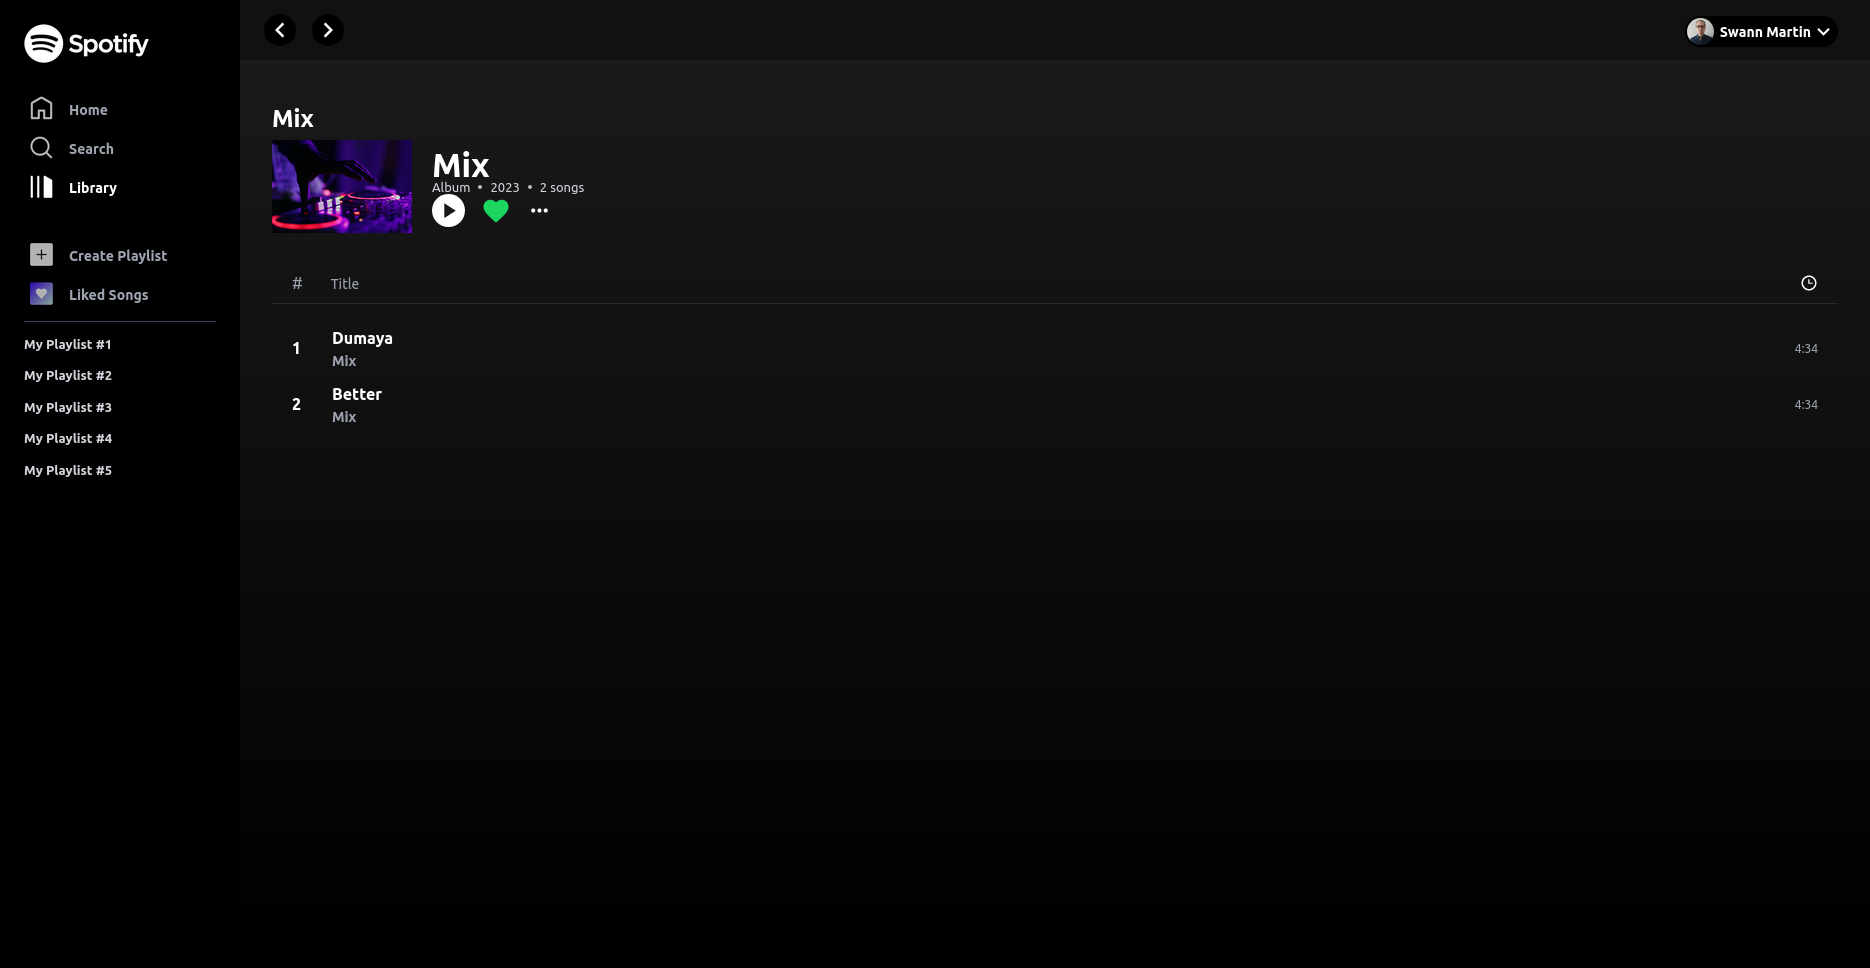 Spotify
Home
Search
Library
Create Playlist
Liked Songs
My Playlist #1
My Playlist #2
My Playlist #3
My Playlist #4
My Playlist #5
Swann Martin
Mix
Mix
Album • 2023 • 2 songs
# Title
1 Dumaya 4:34
Mix
2 Better 4:34
Mix